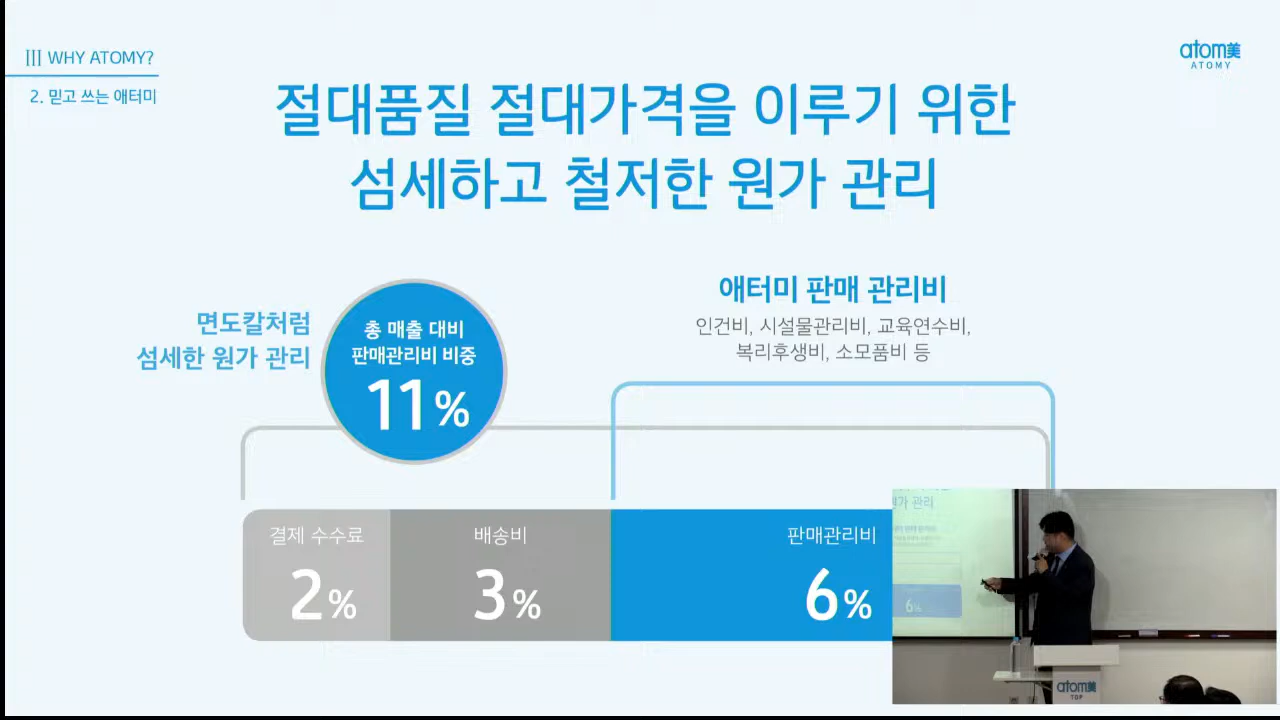 III WHY ATOMY?
2. 믿고 쓰는 애터미
atom美
ATOMY
절대품질 절대가격을 이루기 위한
섬세하고 철저한 원가 관리
면도칼처럼
섬세한 원가 관리
총 매출 대비
판매관리비 비중
11%
애터미 판매 관리비
인건비, 시설물관리비, 교육연수비,
복리후생비, 소모품비 등
결제 수수료
2%
배송비
3%
판매관리비
6%
원가 관리
6%
atom美
TOP